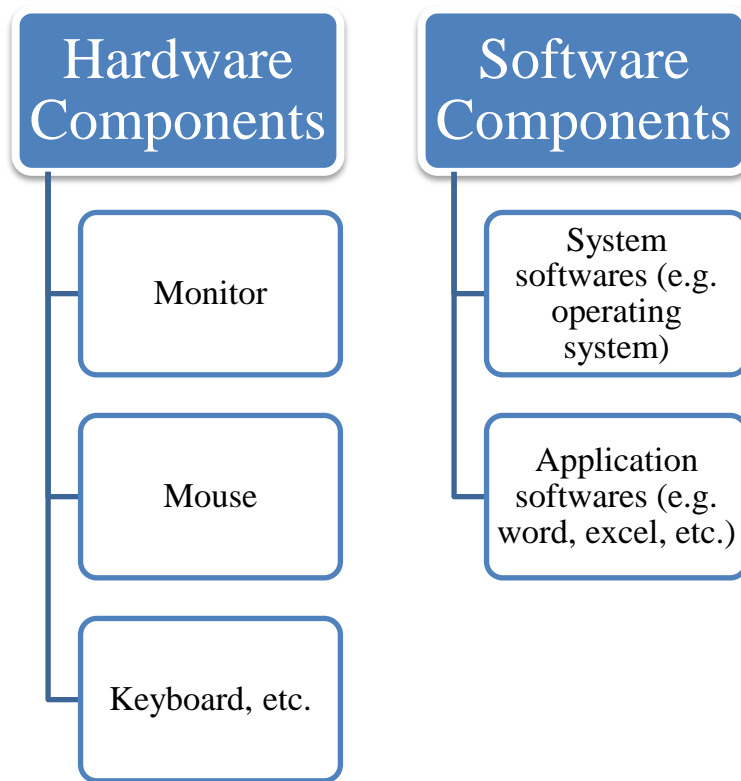 Hardware
Components
Monitor
Mouse
Keyboard, etc.
Software
Components
System
softwares (e.g.
operating
system)
Application
softwares (e.g.
word, excel, etc.)